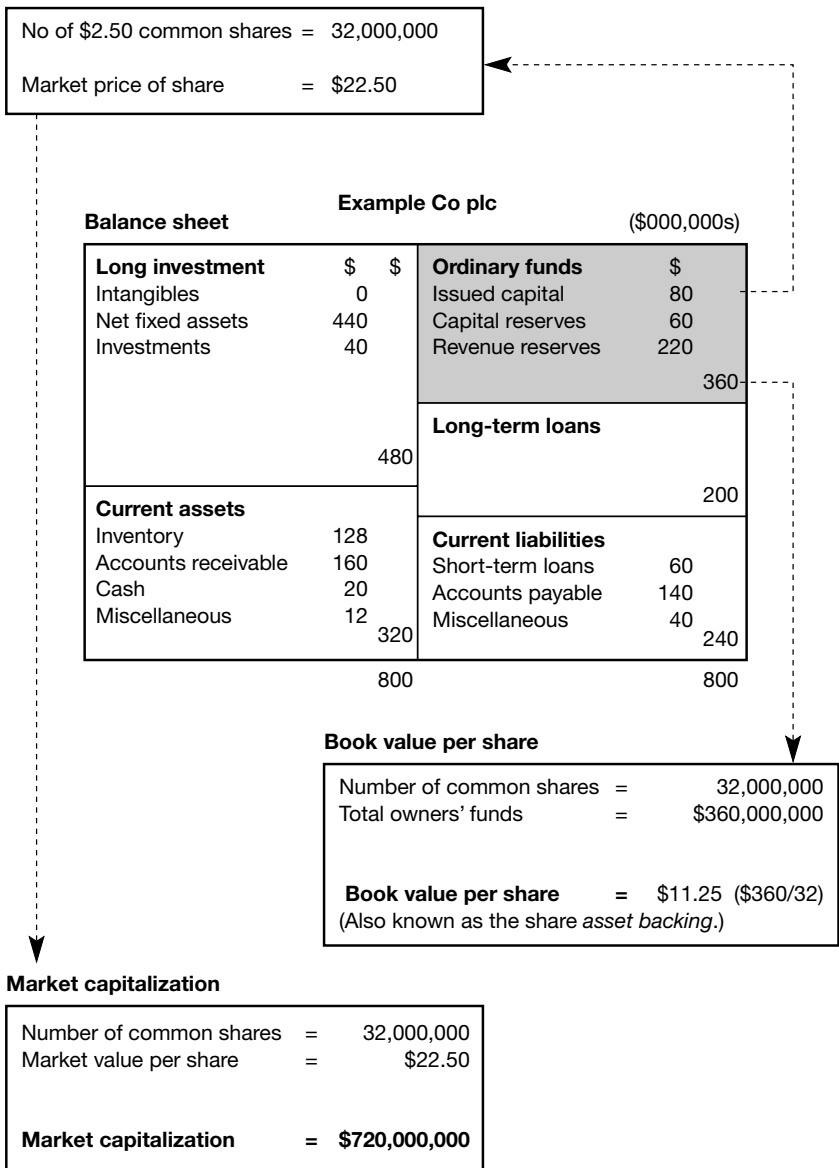 No of $2.50 common shares = 32,000,000
Market price of share = $22.50
Example Co plc
Balance sheet ($000,000s)
Long investment $ $
Intangibles 0
Net fixed assets 440
Investments 40
480
Current assets
Inventory 128
Accounts receivable 160
Cash 20
Miscellaneous 12
320
800
Ordinary funds $
Issued capital 80
Capital reserves 60
Revenue reserves 220
360
Long-term loans
200
Current liabilities
Short-term loans 60
Accounts payable 140
Miscellaneous 40
240
800
Book value per share
Number of common shares = 32,000,000
Total owners' funds = $360,000,000
Book value per share = $11.25 ($360/32)
(Also known as the share asset backing.)
Market capitalization
Number of common shares = 32,000,000
Market value per share = $22.50
Market capitalization = $720,000,000